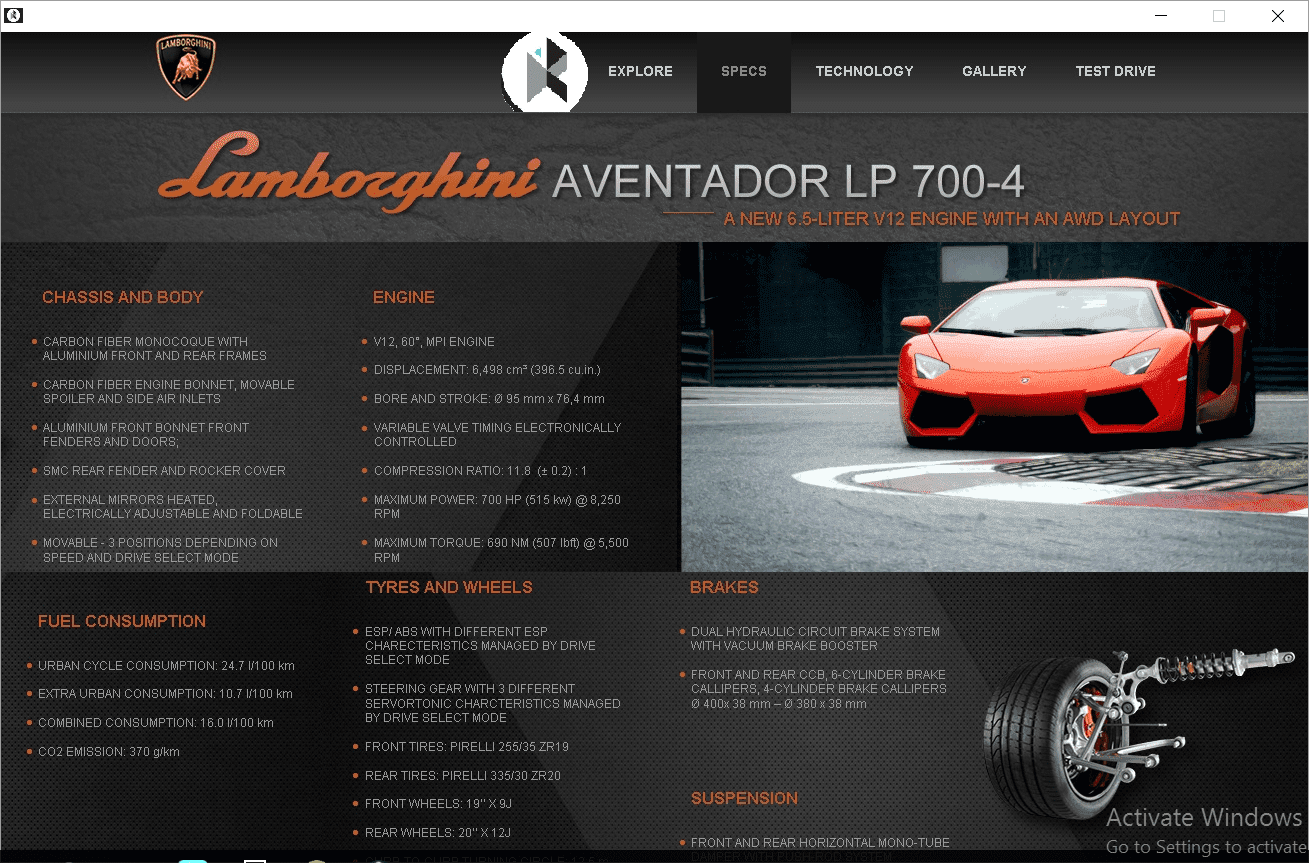 LAMBORGHINI
EXPLORE
SPECS
TECHNOLOGY
GALLERY
TEST DRIVE
Lamborghini AVENTADOR LP 700-4
A NEW 6.5-LITER V12 ENGINE WITH AN AWD LAYOUT
CHASSIS AND BODY
CARBON FIBER MONOCOQUE WITH
ALUMINIUM FRONT AND REAR FRAMES
CARBON FIBER ENGINE BONNET, MOVABLE
SPOILER AND SIDE AIR INLETS
ALUMINIUM FRONT BONNET FRONT
FENDERS AND DOORS;
SMC REAR FENDER AND ROCKER COVER
EXTERNAL MIRRORS HEATED,
ELECTRICALLY ADJUSTABLE AND FOLDABLE
MOVABLE - 3 POSITIONS DEPENDING ON
SPEED AND DRIVE SELECT MODE
ENGINE
V12, 60°, MPI ENGINE
DISPLACEMENT: 6,498 cm³ (396.5 cu.in.)
BORE AND STROKE: Ø 95 mm x 76,4 mm
VARIABLE VALVE TIMING ELECTRONICALLY
CONTROLLED
COMPRESSION RATIO: 11.8 (± 0.2) : 1
MAXIMUM POWER: 700 HP (515 kw) @ 8,250
RPM
MAXIMUM TORQUE: 690 NM (507 lbft) @ 5,500
RPM
FUEL CONSUMPTION
URBAN CYCLE CONSUMPTION: 24.7 l/100 km
EXTRA URBAN CONSUMPTION: 10.7 l/100 km
COMBINED CONSUMPTION: 16.0 l/100 km
CO2 EMISSION: 370 g/km
TYRES AND WHEELS
ESP/ ABS WITH DIFFERENT ESP
CHARECTERISTICS MANAGED BY DRIVE
SELECT MODE
STEERING GEAR WITH 3 DIFFERENT
SERVORTONIC CHARCTERISTICS MANAGED
BY DRIVE SELECT MODE
FRONT TIRES: PIRELLI 255/35 ZR19
REAR TIRES: PIRELLI 335/30 ZR20
FRONT WHEELS: 19" X 9J
REAR WHEELS: 20" X 12J
BRAKES
DUAL HYDRAULIC CIRCUIT BRAKE SYSTEM
WITH VACUUM BRAKE BOOSTER
FRONT AND REAR CCB, 6-CYLINDER BRAKE
CALLIPERS, 4-CYLINDER BRAKE CALLIPERS
Ø 400x 38 mm – Ø 380 x 38 mm
SUSPENSION
FRONT AND REAR HORIZONTAL MONO-TUBE
DAMPER WITH PUSH-ROD SYSTEM
Activate Windows
Go to Settings to activate